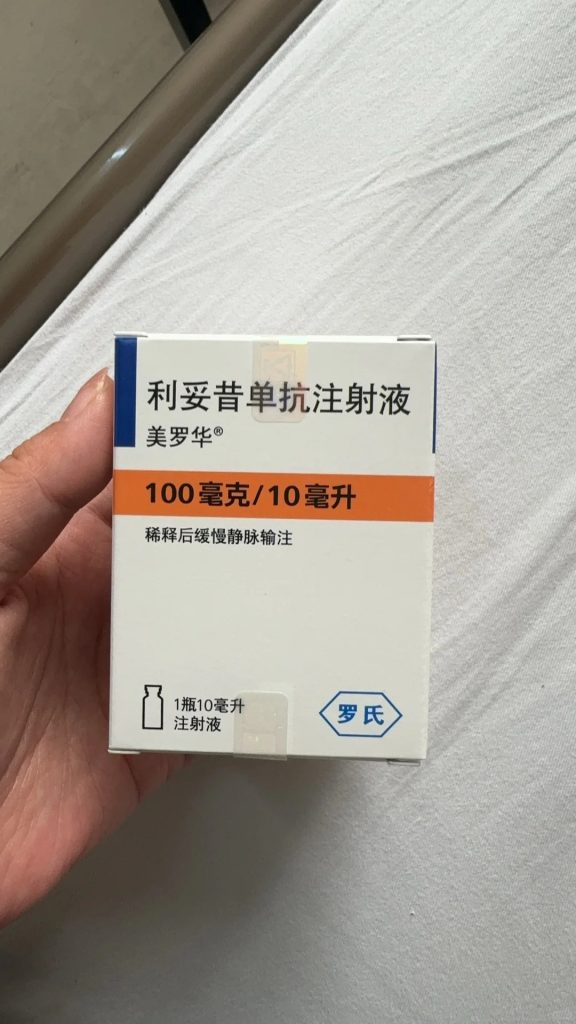 利妥昔单抗注射液
美罗华®
100毫克/10毫升
稀释后缓慢静脉输注
1瓶10毫升
注射液
罗氏